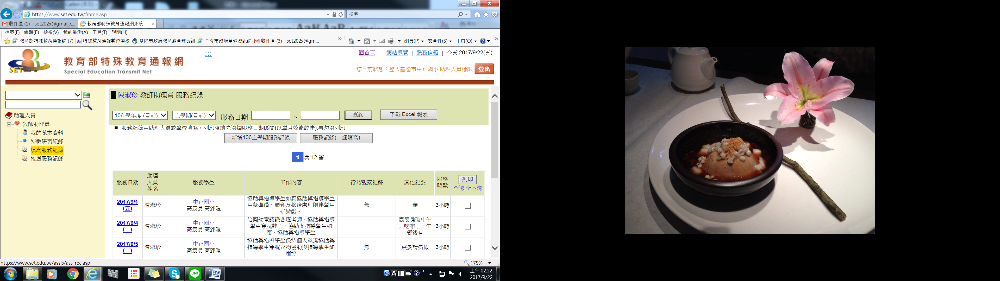 https://www.set.edu.tw/frame.asp
搜尋...
收件匣 (1) - set202x@gmail.c...
教育部特殊教育通報網系統
檔案(F) 編輯(E) 檢視(V) 我的最愛(A) 工具(T) 說明(H)
教育部特殊教育通報網 (7) 特殊教育通報數位學校 基隆市政府教育處全球資訊 基隆市政府全球資訊網 收件匣 (3) - set202x@gm...
網頁(P) 安全性(S) 工具(O)
:::
回首頁 | 網站導覽 | 服務信箱 | 今天 2017/9/22(五)
SET
教育部特殊教育通報網
Special Education Transmit Net
您目前狀態：登入基隆市中正國小 助理人員權限 登出
助理人員
教師助理員
我的基本資料
特教研習紀錄
填寫服務紀錄
接送服務記錄
陳淑珍 教師助理員 服務紀錄
106 學年度 (目前) 上學期(目前) 服務日期 ~ 查詢 下載 Excel 報表
■ 服務紀錄由助理人員或學校填寫，列印時請先選擇服務日期區間(以單月效能較佳),再勾選列印
新增106上學期服務記錄 服務記錄(一週填寫)
1 共 12 筆
服務日期
助理
人員
姓名
服務學生
工作內容
行為觀察記錄
其他記要
服務
時數
列印
全選 全不選
2017/9/1
(五)
陳淑珍
中正國小
高宸晏 高郅暟
協助與指導學生如廁協助與指導學生
用餐準備、餵食及餐後處理陪伴學生
玩遊戲、
無
無
3小時
2017/9/4
(一)
陳淑珍
中正國小
高宸晏 高郅暟
陪同幼童認識各班老師、協助與指導
學生穿脫鞋子、協助與指導學生如
廁、協助與指導學生
宸晏嘴破中午
只吃布丁、午
餐後有
3小時
2017/9/5
(二)
陳淑珍
中正國小
高宸晏 高郅暟
協助與指導學生保持個人整潔協助與
指導學生穿脫衣物協助與指導學生如
廁協
無
宸晏請病假
3小時
https://www.set.edu.tw/assis/ass_rec.asp
175%
LINE
上午 02:22
2017/9/22